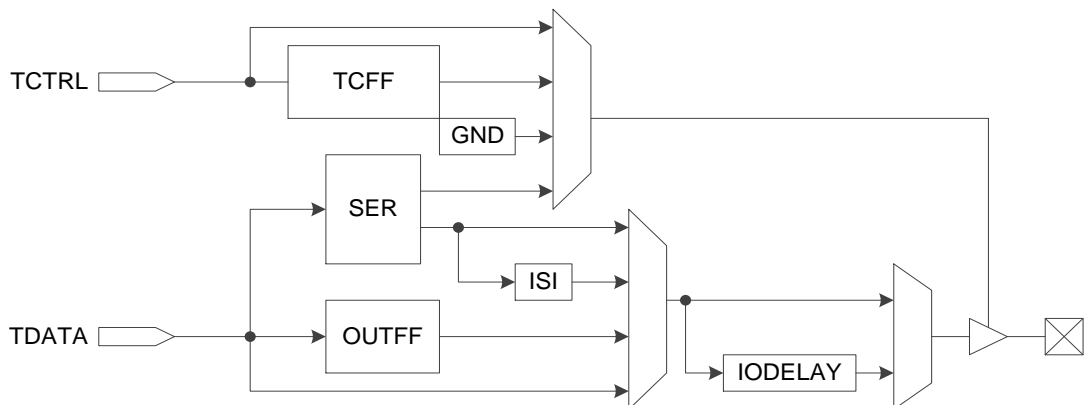 TCTRL
TCFF
GND
SER
ISI
TDATA
OUTFF
IODELAY